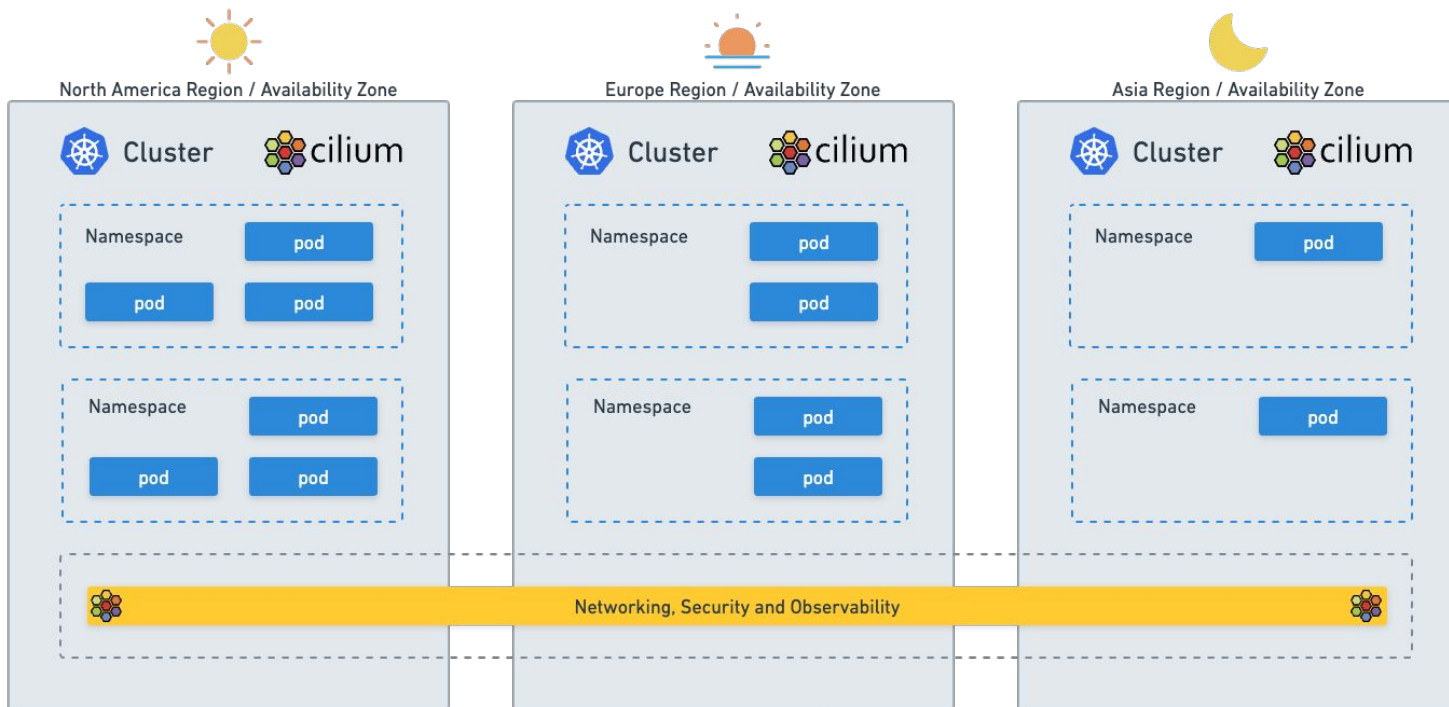 North America Region / Availability Zone
Cluster
cilium
Namespace
pod
pod
pod
Namespace
pod
pod
pod
Europe Region / Availability Zone
Cluster
cilium
Namespace
pod
pod
Namespace
pod
pod
Asia Region / Availability Zone
Cluster
cilium
Namespace
pod
Namespace
pod
Networking, Security and Observability